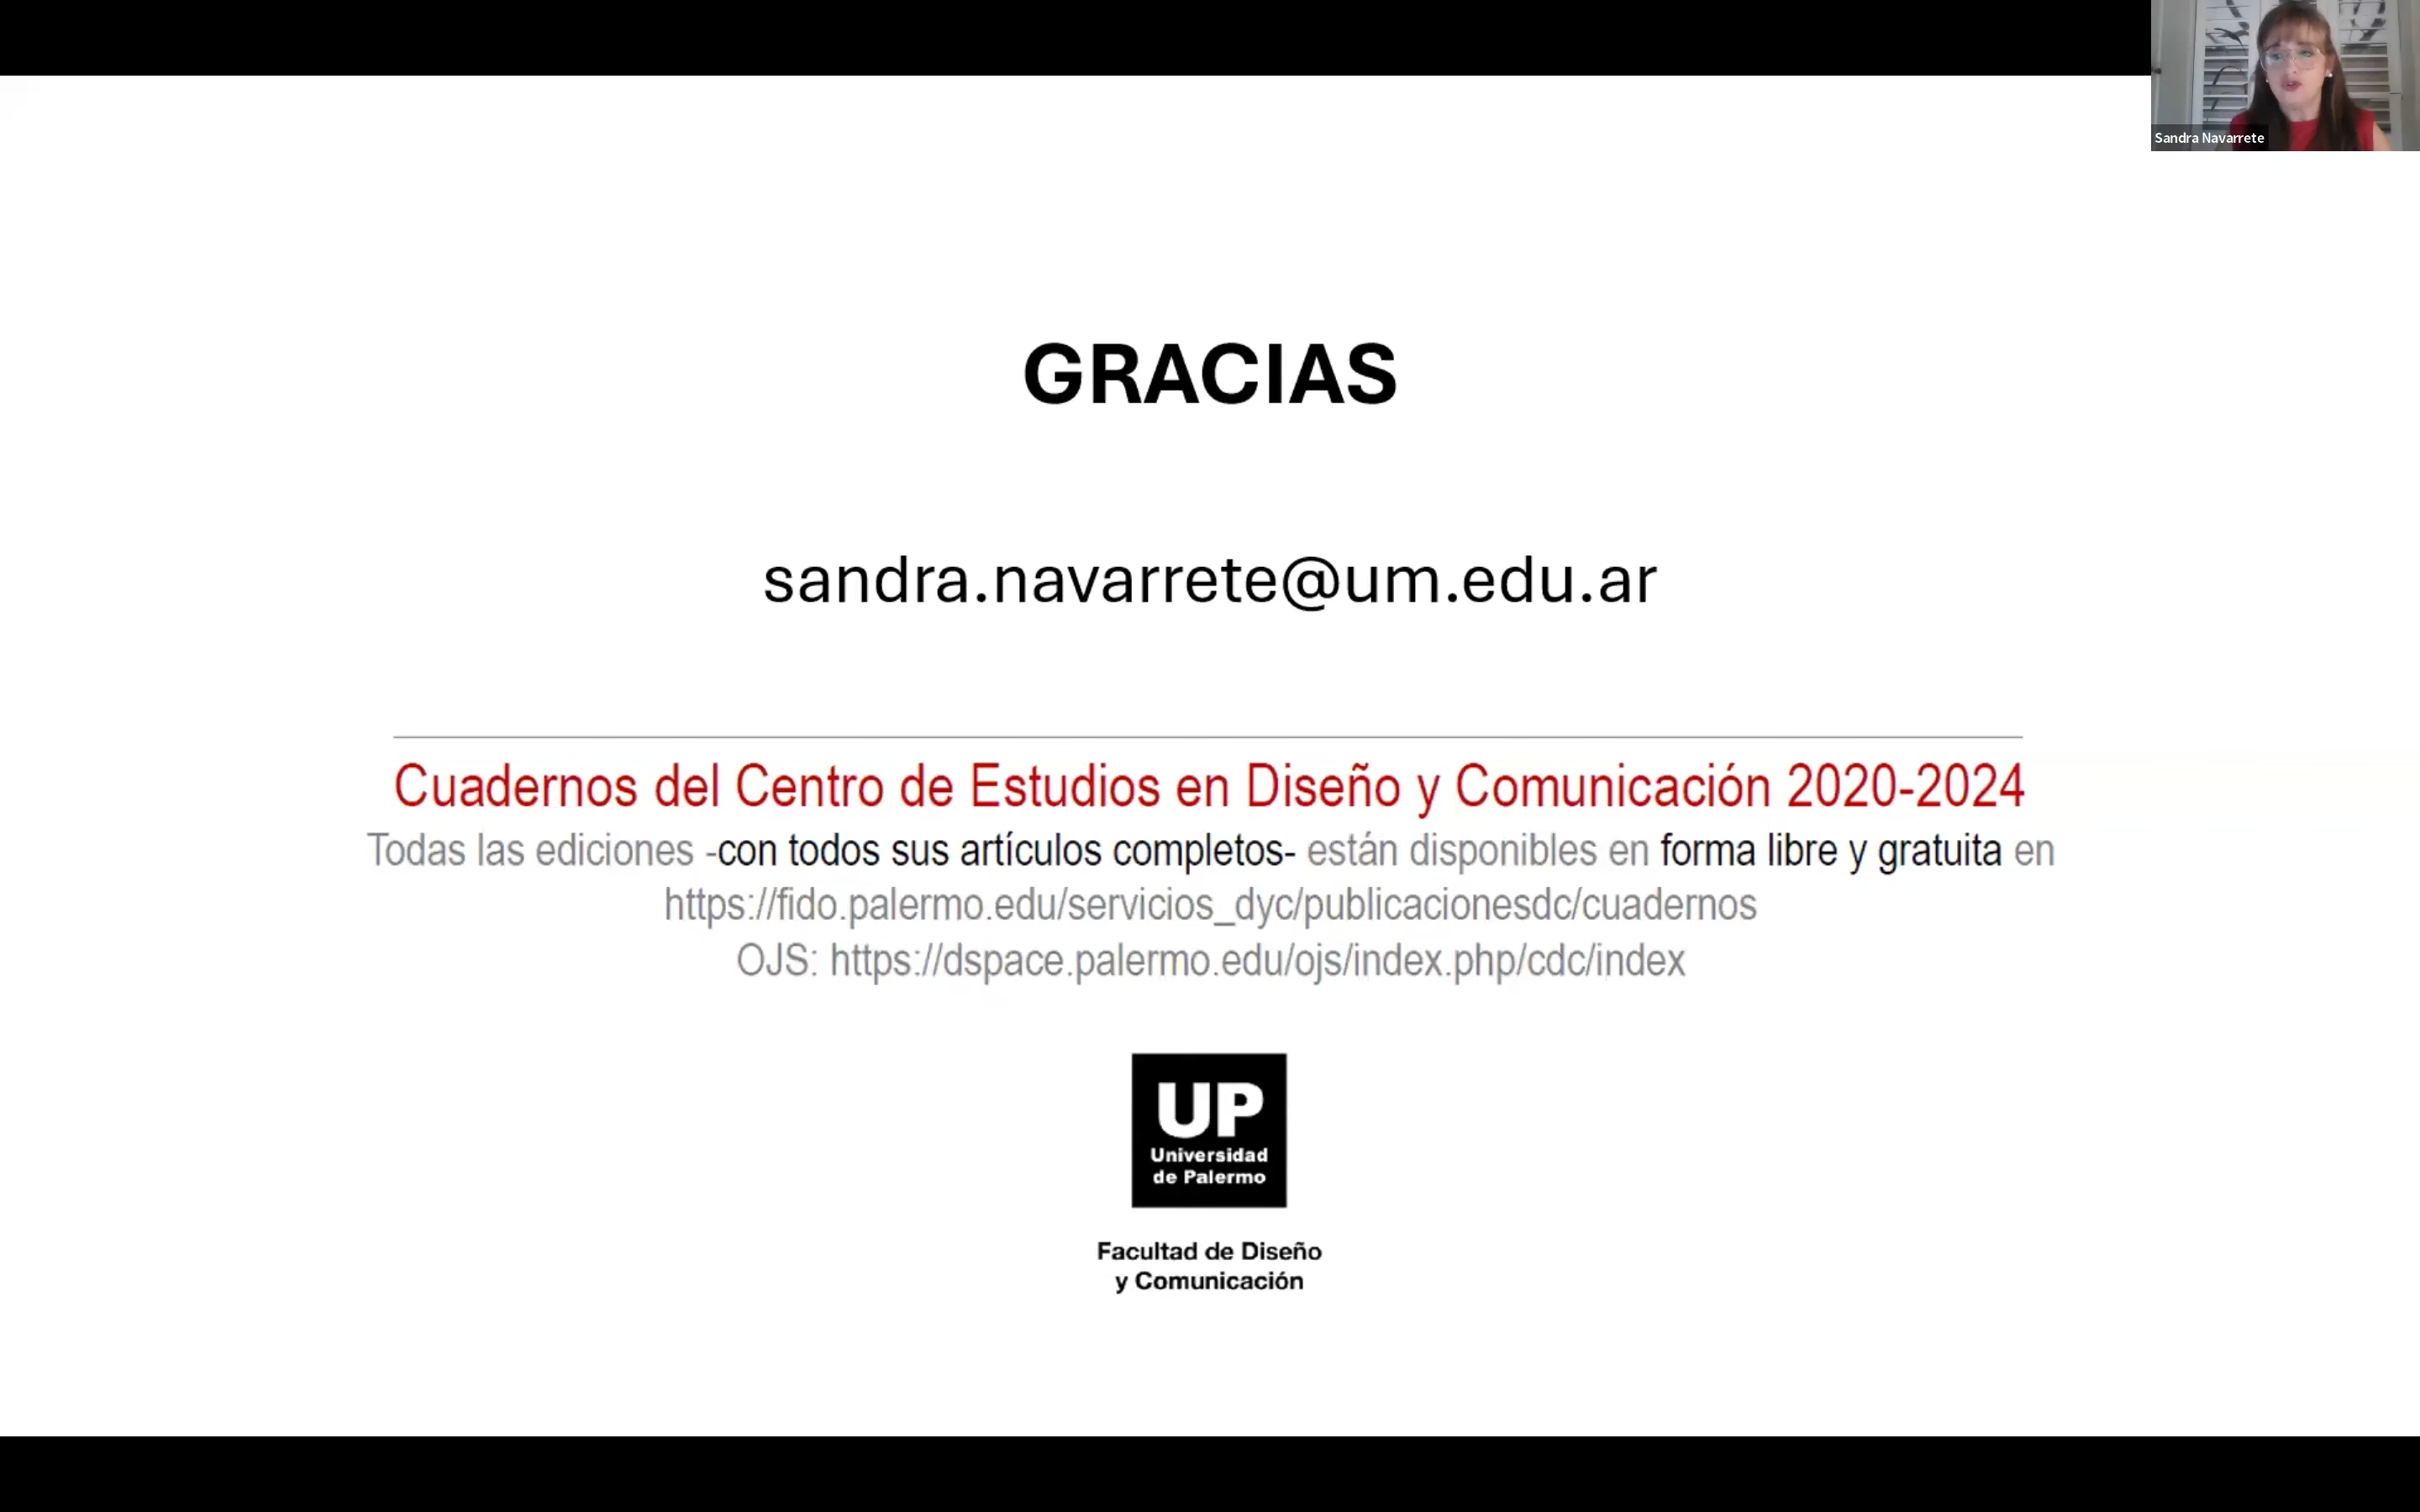 Sandra Navarrete
GRACIAS
sandra.navarrete@um.edu.ar
Cuadernos del Centro de Estudios en Diseño y Comunicación 2020-2024
Todas las ediciones -con todos sus artículos completos- están disponibles en forma libre y gratuita en
https://fido.palermo.edu/servicios_dyc/publicacionesdc/cuadernos
OJS: https://dspace.palermo.edu/ojs/index.php/cdc/index
UP
Universidad
de Palermo
Facultad de Diseño
y Comunicación